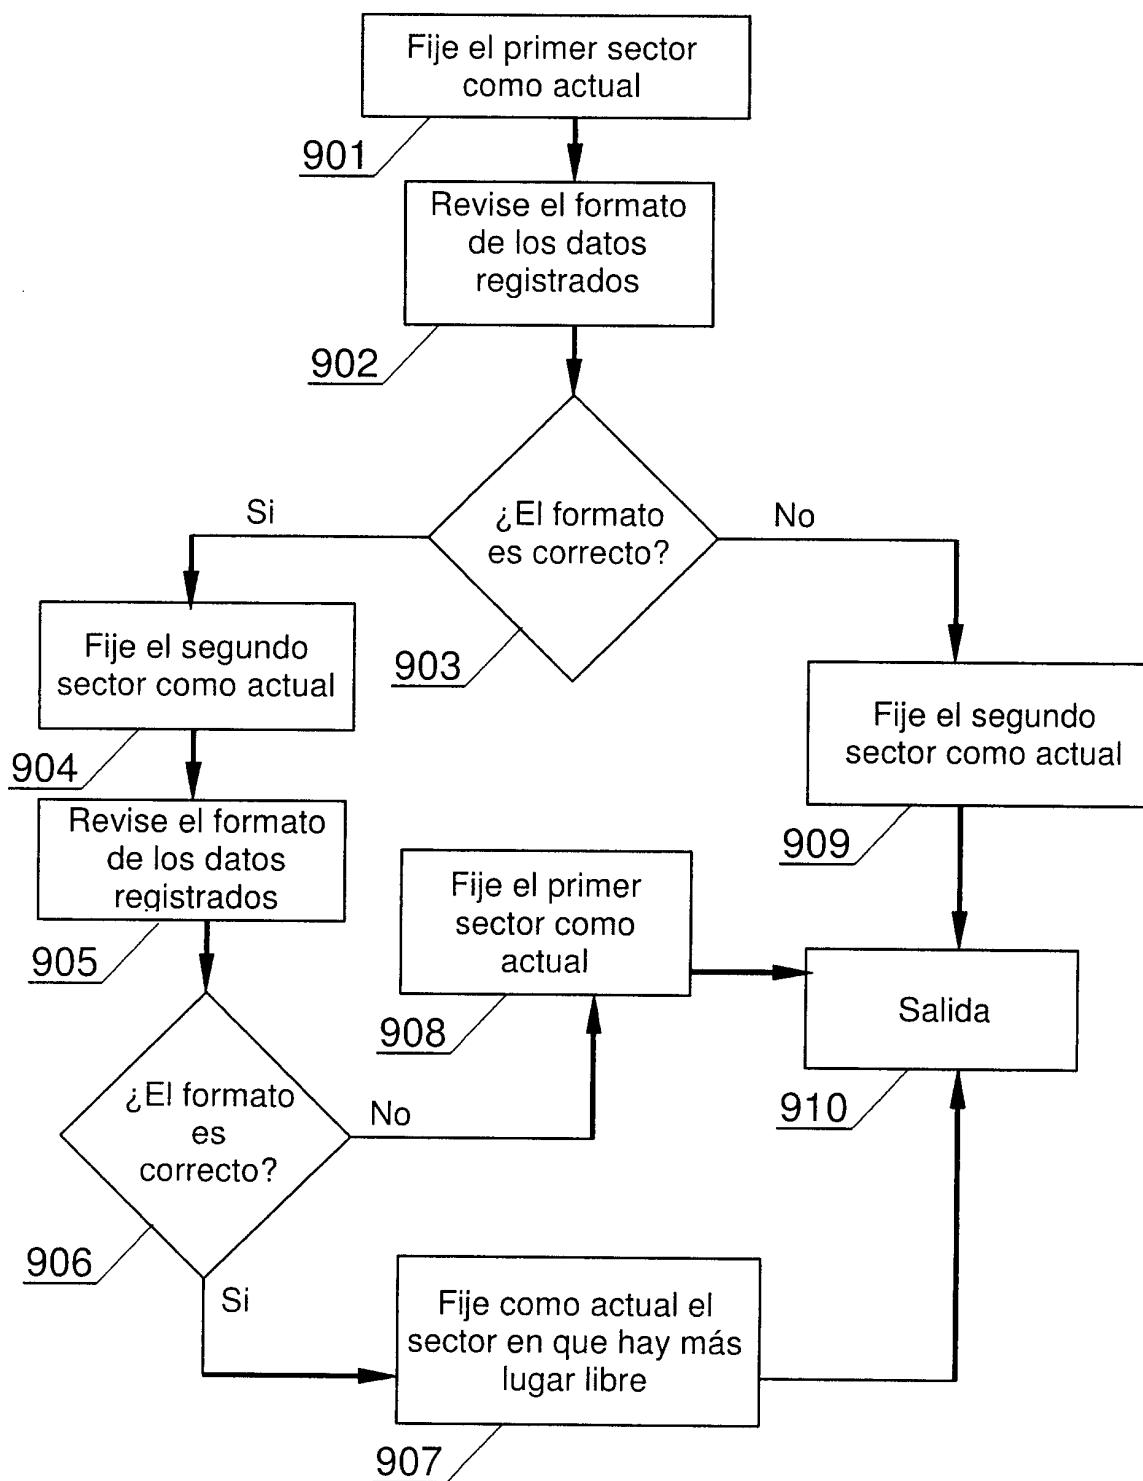 Fije el primer sector
como actual
901
Revise el formato
de los datos
registrados
902
¿El formato
es correcto?
Si
No
903
Fije el segundo
sector como actual
904
Fije el segundo
sector como actual
909
Revise el formato
de los datos
registrados
905
Fije el primer
sector como
actual
908
Salida
910
¿El formato
es
correcto?
No
906
Si
Fije como actual el
sector en que hay más
lugar libre
907